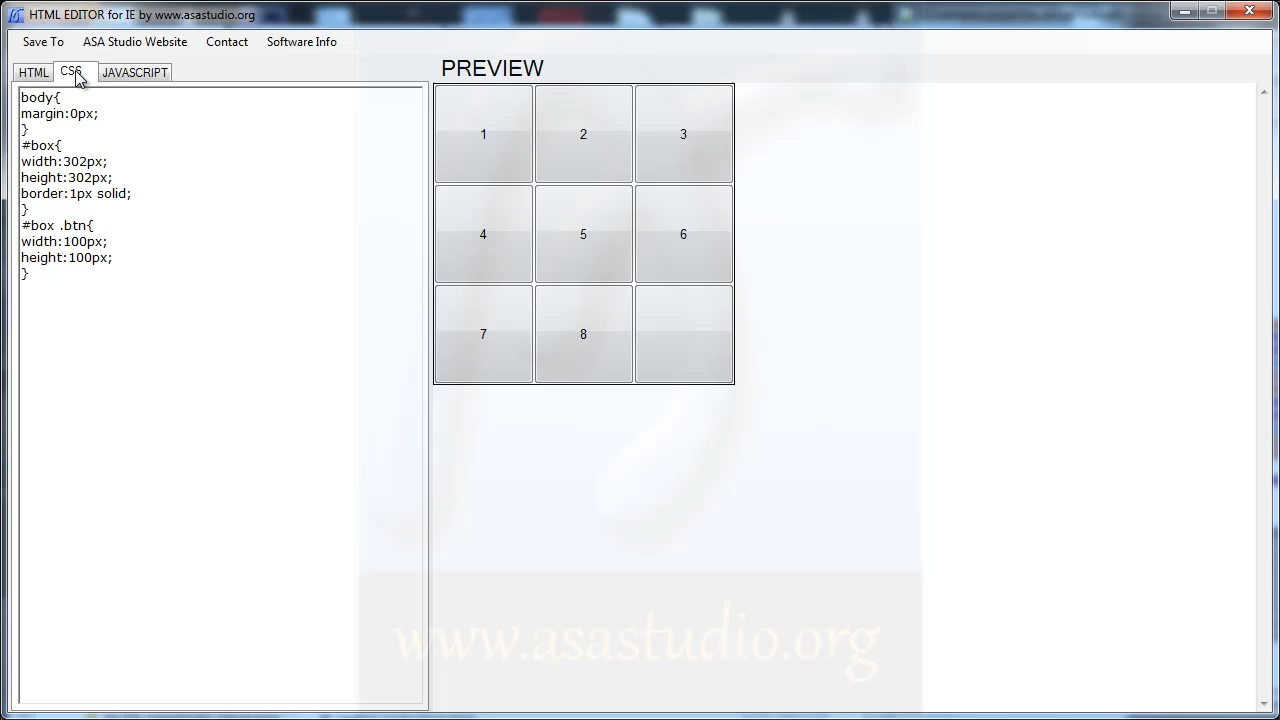 HTML EDITOR for IE by www.asastudio.org
Save To ASA Studio Website Contact Software Info
HTML CSS JAVASCRIPT
PREVIEW
body{
margin:0px;
}
#box{
width:302px;
height:302px;
border:1px solid;
}
#box .btn{
width:100px;
height:100px;
}
1 2 3
4 5 6
7 8
www.asastudio.org